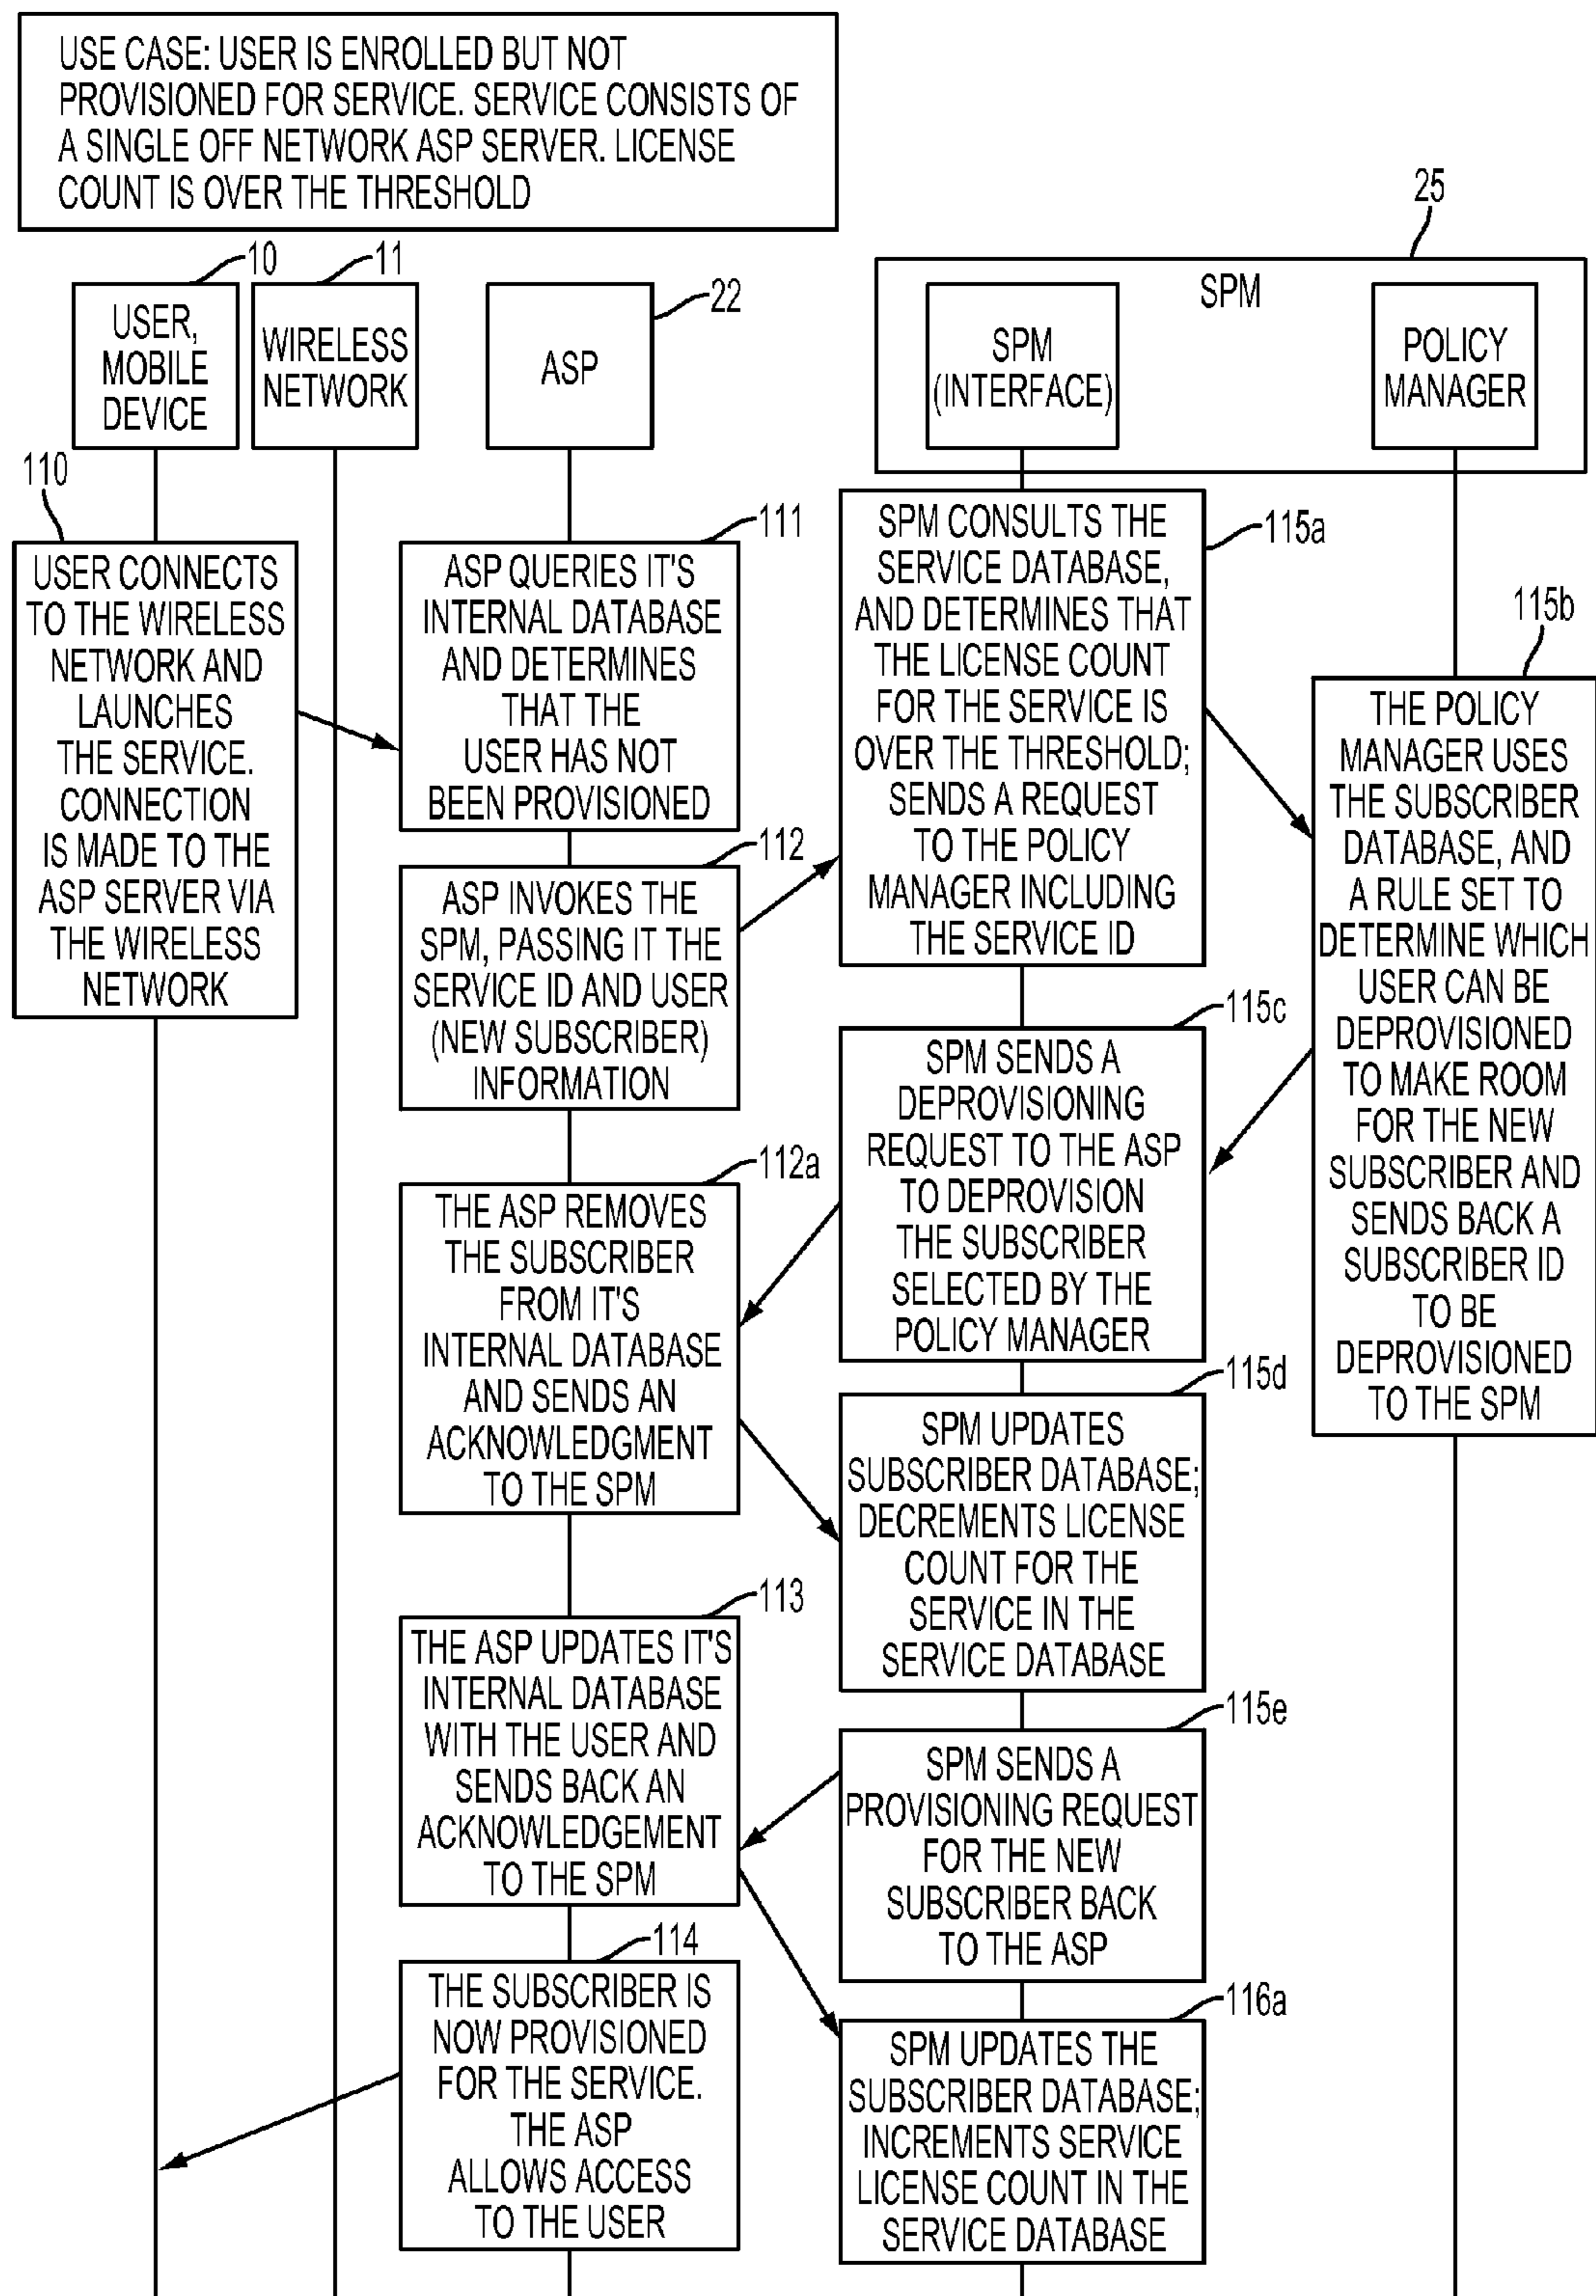 USE CASE: USER IS ENROLLED BUT NOT
PROVISIONED FOR SERVICE. SERVICE CONSISTS OF
A SINGLE OFF NETWORK ASP SERVER. LICENSE
COUNT IS OVER THE THRESHOLD
10
USER,
MOBILE
DEVICE
11
WIRELESS
NETWORK
22
ASP
25
SPM
SPM
(INTERFACE)
POLICY
MANAGER
110
USER CONNECTS
TO THE WIRELESS
NETWORK AND
LAUNCHES
THE SERVICE.
CONNECTION
IS MADE TO THE
ASP SERVER VIA
THE WIRELESS
NETWORK
111
ASP QUERIES IT'S
INTERNAL DATABASE
AND DETERMINES
THAT THE
USER HAS NOT
BEEN PROVISIONED
112
ASP INVOKES THE
SPM, PASSING IT THE
SERVICE ID AND USER
(NEW SUBSCRIBER)
INFORMATION
115a
SPM CONSULTS THE
SERVICE DATABASE,
AND DETERMINES THAT
THE LICENSE COUNT
FOR THE SERVICE IS
OVER THE THRESHOLD;
SENDS A REQUEST
TO THE POLICY
MANAGER INCLUDING
THE SERVICE ID
115b
THE POLICY
MANAGER USES
THE SUBSCRIBER
DATABASE, AND
A RULE SET TO
DETERMINE WHICH
USER CAN BE
DEPROVISIONED
TO MAKE ROOM
FOR THE NEW
SUBSCRIBER AND
SENDS BACK A
SUBSCRIBER ID
TO BE
DEPROVISIONED
TO THE SPM
115c
SPM SENDS A
DEPROVISIONING
REQUEST TO THE ASP
TO DEPROVISION
THE SUBSCRIBER
SELECTED BY THE
POLICY MANAGER
112a
THE ASP REMOVES
THE SUBSCRIBER
FROM IT'S
INTERNAL DATABASE
AND SENDS AN
ACKNOWLEDGMENT
TO THE SPM
115d
SPM UPDATES
SUBSCRIBER DATABASE;
DECREMENTS LICENSE
COUNT FOR THE
SERVICE IN THE
SERVICE DATABASE
115e
SPM SENDS A
PROVISIONING REQUEST
FOR THE NEW
SUBSCRIBER BACK
TO THE ASP
113
THE ASP UPDATES IT'S
INTERNAL DATABASE
WITH THE USER AND
SENDS BACK AN
ACKNOWLEDGEMENT
TO THE SPM
116a
SPM UPDATES THE
SUBSCRIBER DATABASE;
INCREMENTS SERVICE
LICENSE COUNT IN THE
SERVICE DATABASE
114
THE SUBSCRIBER IS
NOW PROVISIONED
FOR THE SERVICE.
THE ASP
ALLOWS ACCESS
TO THE USER